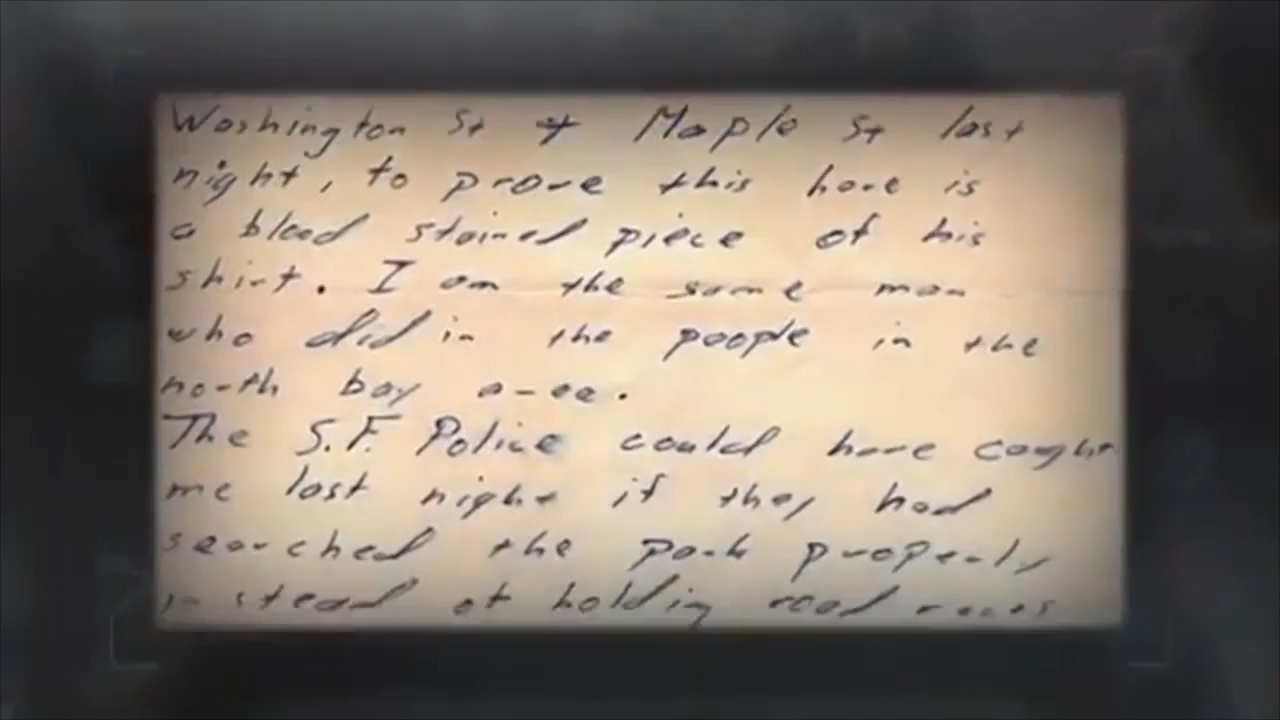 Washington St & Maple St last
night, to prove this here is
a blood stained piece of his
shirt. I am the same man
who did in the people in the
north bay area.
The S.F. Police could have caught
me last night if they had
searched the park properly
instead of holding road races